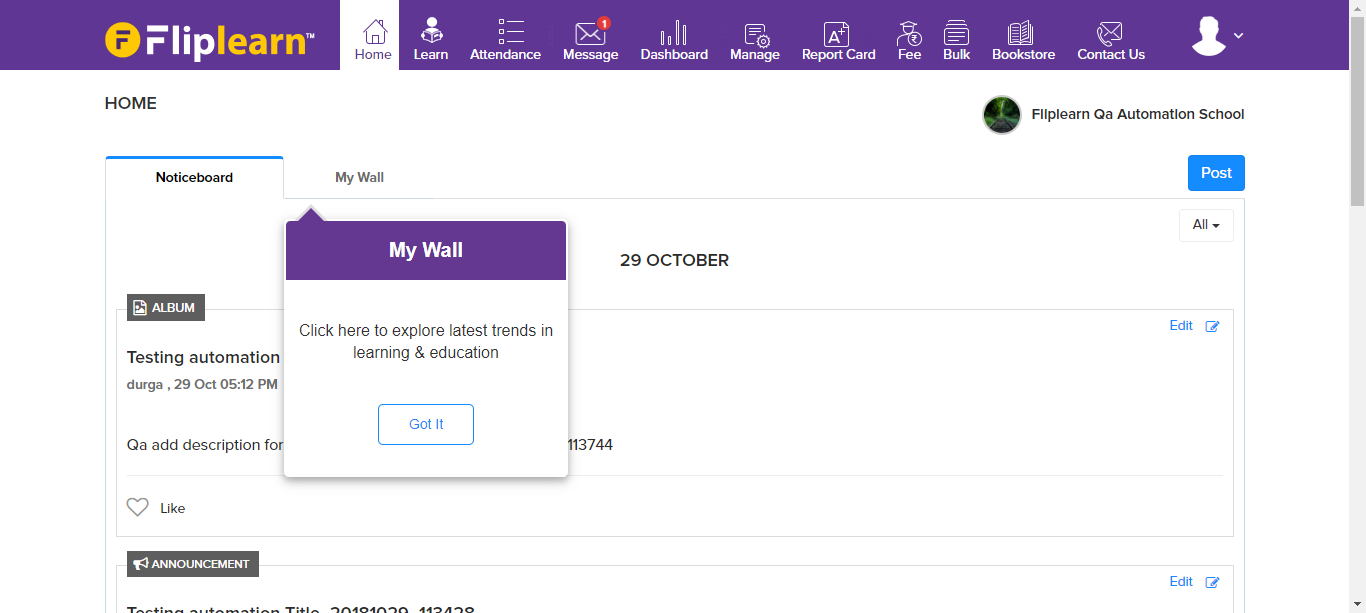 Fliplearn™
1
Home
Learn
Attendance
Message
Dashboard
Manage
Report Card
Fee
Bulk
Bookstore
Contact Us
HOME
Fliplearn Qa Automation School
Noticeboard
My Wall
Post
All
My Wall
29 OCTOBER
ALBUM
Click here to explore latest trends in
learning & education
Edit
Testing automation
durga , 29 Oct 05:12 PM
Got It
Qa add description for 113744
Like
ANNOUNCEMENT
Edit
Testing automation Title 20181029 113428